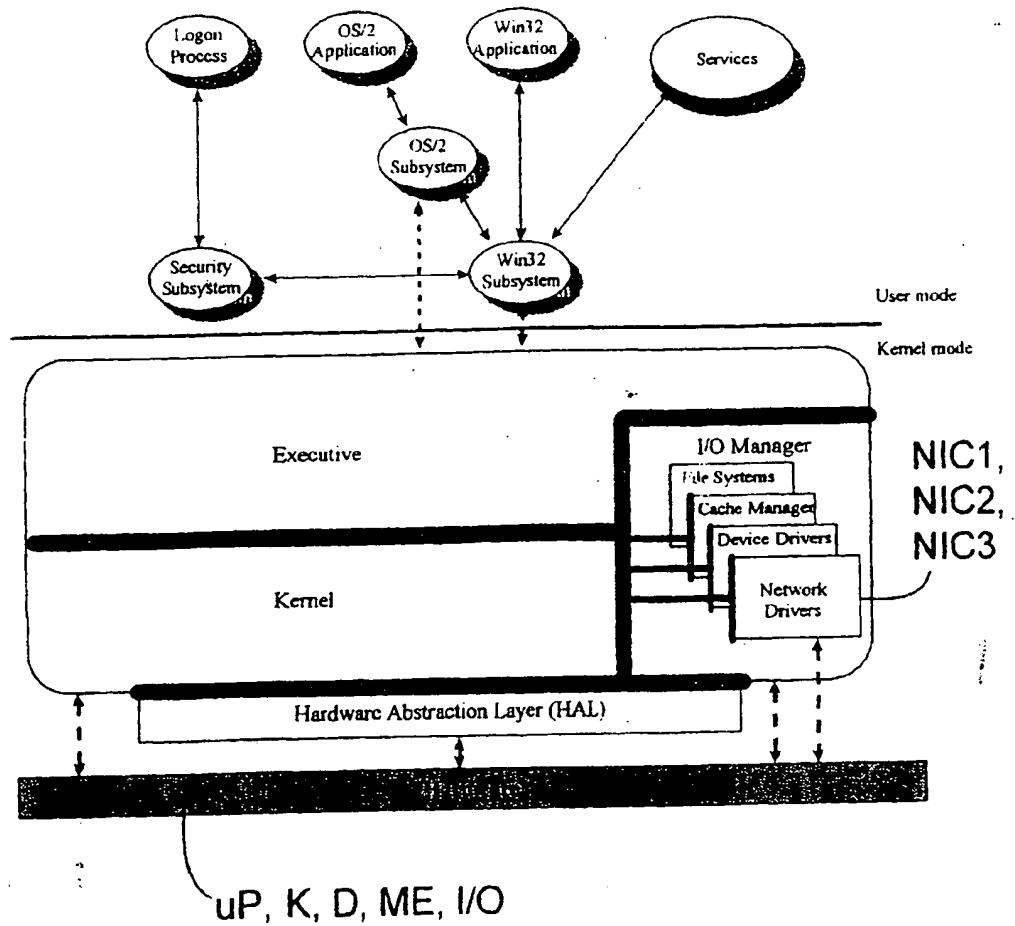 Logon
Process
OS/2
Application
Win32
Application
Services
OS/2
Subsystem
Security
Subsystem
Win32
Subsystem
User mode
Kernel mode
Executive
I/O Manager
File Systems
Cache Manager
Device Drivers
Network
Drivers
NIC1,
NIC2,
NIC3
Kernel
Hardware Abstraction Layer (HAL)
uP, K, D, ME, I/O